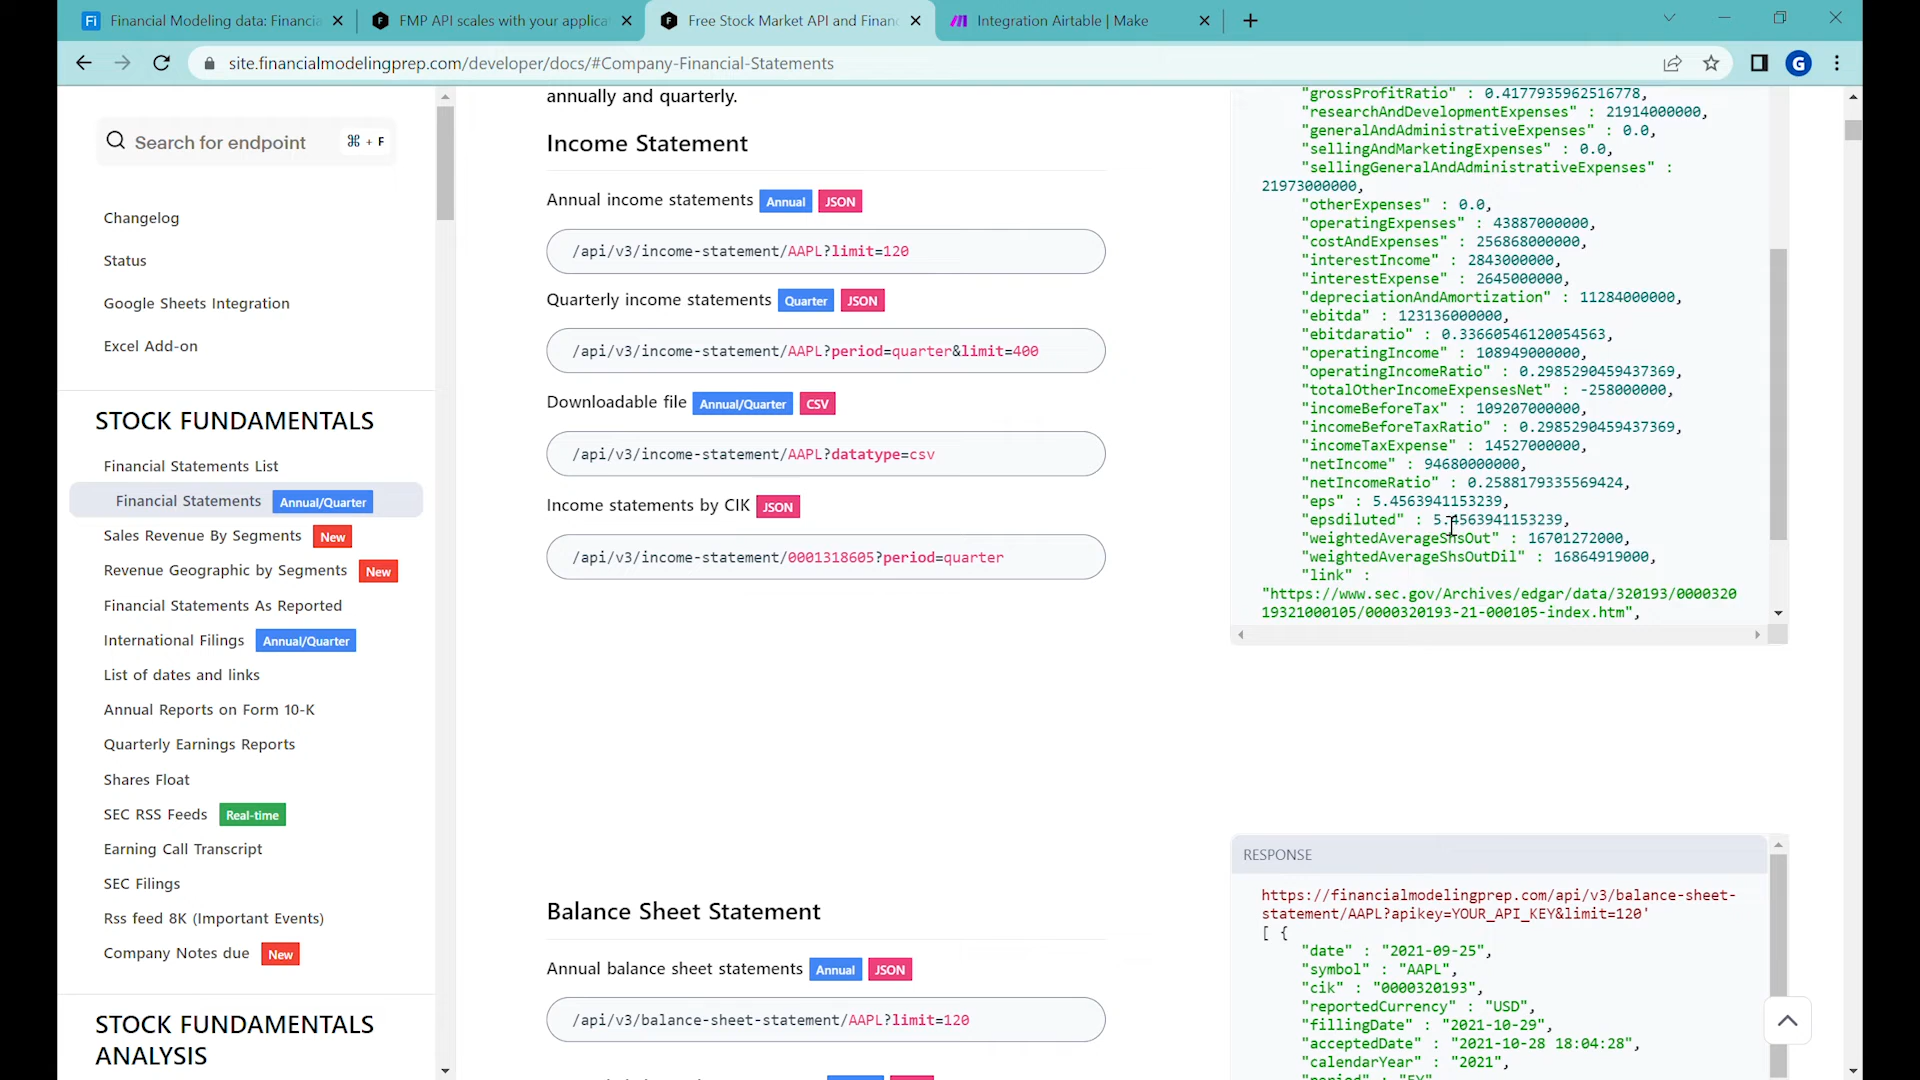 Financial Modeling data: Financia
FMP API scales with your applica
Free Stock Market API and Finan
Integration Airtable | Make
site.financialmodelingprep.com/developer/docs/#Company-Financial-Statements
G
Search for endpoint
⌘ + F
Changelog
Status
Google Sheets Integration
Excel Add-on
STOCK FUNDAMENTALS
Financial Statements List
Financial Statements Annual/Quarter
Sales Revenue By Segments New
Revenue Geographic by Segments New
Financial Statements As Reported
International Filings Annual/Quarter
List of dates and links
Annual Reports on Form 10-K
Quarterly Earnings Reports
Shares Float
SEC RSS Feeds Real-time
Earning Call Transcript
SEC Filings
Rss feed 8K (Important Events)
Company Notes due New
STOCK FUNDAMENTALS
ANALYSIS
annually and quarterly.
Income Statement
Annual income statements Annual JSON
/api/v3/income-statement/AAPL?limit=120
Quarterly income statements Quarter JSON
/api/v3/income-statement/AAPL?period=quarter&limit=400
Downloadable file Annual/Quarter CSV
/api/v3/income-statement/AAPL?datatype=csv
Income statements by CIK JSON
/api/v3/income-statement/0001318605?period=quarter
Balance Sheet Statement
Annual balance sheet statements Annual JSON
/api/v3/balance-sheet-statement/AAPL?limit=120
"grossProfitRatio" : 0.4177935962516778,
"researchAndDevelopmentExpenses" : 21914000000,
"generalAndAdministrativeExpenses" : 0.0,
"sellingAndMarketingExpenses" : 0.0,
"sellingGeneralAndAdministrativeExpenses" :
21973000000,
"otherExpenses" : 0.0,
"operatingExpenses" : 43887000000,
"costAndExpenses" : 256868000000,
"interestIncome" : 2843000000,
"interestExpense" : 2645000000,
"depreciationAndAmortization" : 11284000000,
"ebitda" : 123136000000,
"ebitdaratio" : 0.33660546120054563,
"operatingIncome" : 108949000000,
"operatingIncomeRatio" : 0.2985290459437369,
"totalOtherIncomeExpensesNet" : -258000000,
"incomeBeforeTax" : 109207000000,
"incomeBeforeTaxRatio" : 0.2985290459437369,
"incomeTaxExpense" : 14527000000,
"netIncome" : 94680000000,
"netIncomeRatio" : 0.2588179335569424,
"eps" : 5.4563941153239,
"epsdiluted" : 5.4563941153239,
"weightedAverageShsOut" : 16701272000,
"weightedAverageShsOutDil" : 16864919000,
"link" :
"https://www.sec.gov/Archives/edgar/data/320193/0000320
19321000105/0000320193-21-000105-index.htm",
RESPONSE
https://financialmodelingprep.com/api/v3/balance-sheet-
statement/AAPL?apikey=YOUR_API_KEY&limit=120'
[ {
"date" : "2021-09-25",
"symbol" : "AAPL",
"cik" : "0000320193",
"reportedCurrency" : "USD",
"fillingDate" : "2021-10-29",
"acceptedDate" : "2021-10-28 18:04:28",
"calendarYear" : "2021",
"period" : "FY"